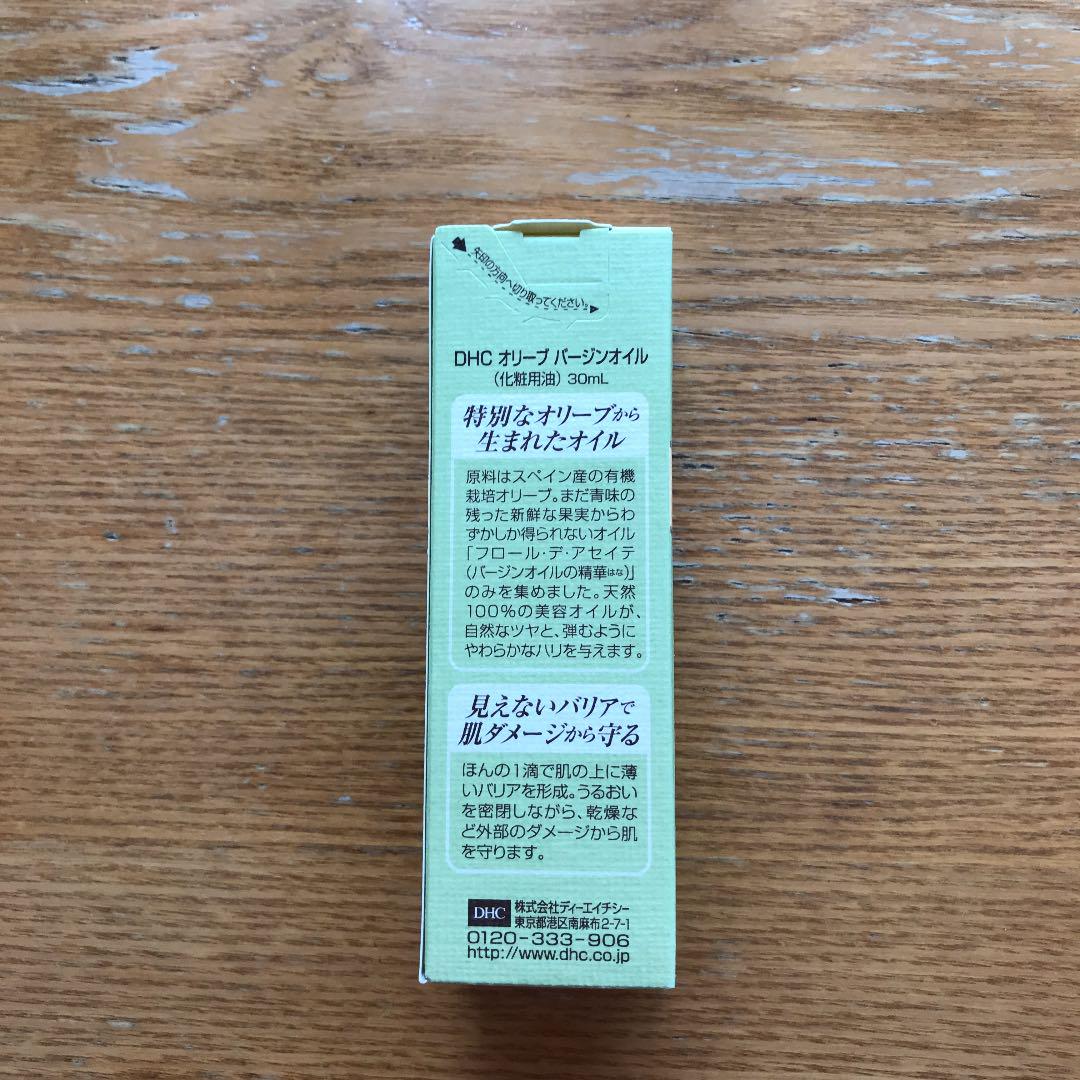 矢印の方向へ切り取ってください。
DHC オリーブ バージンオイル
(化粧用油) 30mL
特別なオリーブから
生まれたオイル
原料はスペイン産の有機
栽培オリーブ。まだ青味の
残った新鮮な果実からわ
ずかしか得られないオイル
「フロール・デ・アセイテ
(バージンオイルの精華はな)」
のみを集めました。天然
100%の美容オイルが、
自然なツヤと、弾むように
やわらかなハリを与えます。
見えないバリアで
肌ダメージから守る
ほんの1滴で肌の上に薄
いバリアを形成。うるおい
を密閉しながら、乾燥な
ど外部のダメージから肌
を守ります。
DHC 株式会社ディーエイチシー
東京都港区南麻布2-7-1
0120-333-906
http://www.dhc.co.jp